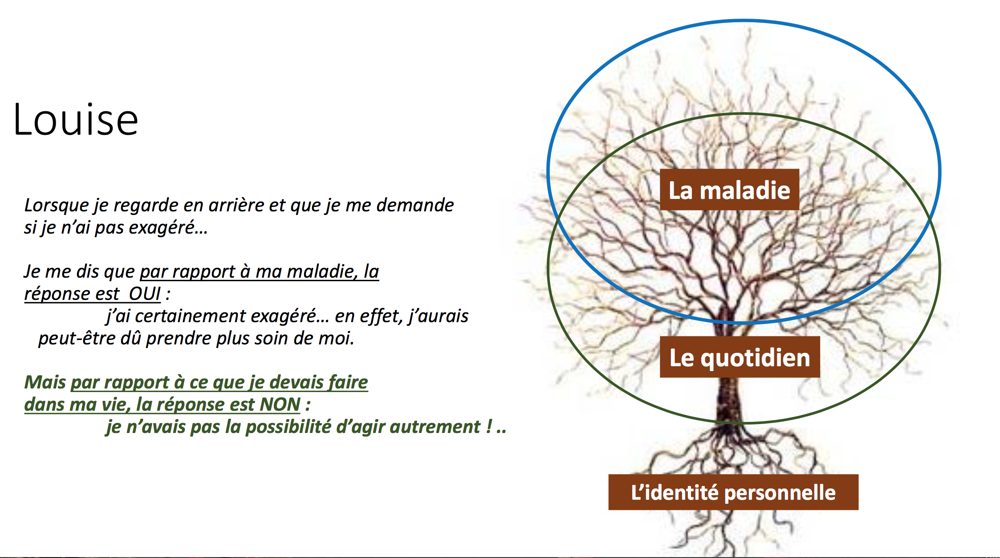 Louise
Lorsque je regarde en arrière et que je me demande
si je n’ai pas exagéré...
Je me dis que par rapport à ma maladie, la
réponse est  OUI :
j’ai certainement exagéré... en effet, j’aurais
peut-être dû prendre plus soin de moi.
Mais par rapport à ce que je devais faire
dans ma vie, la réponse est NON :
je n’avais pas la possibilité d’agir autrement ! ..
La maladie
Le quotidien
L’identité personnelle